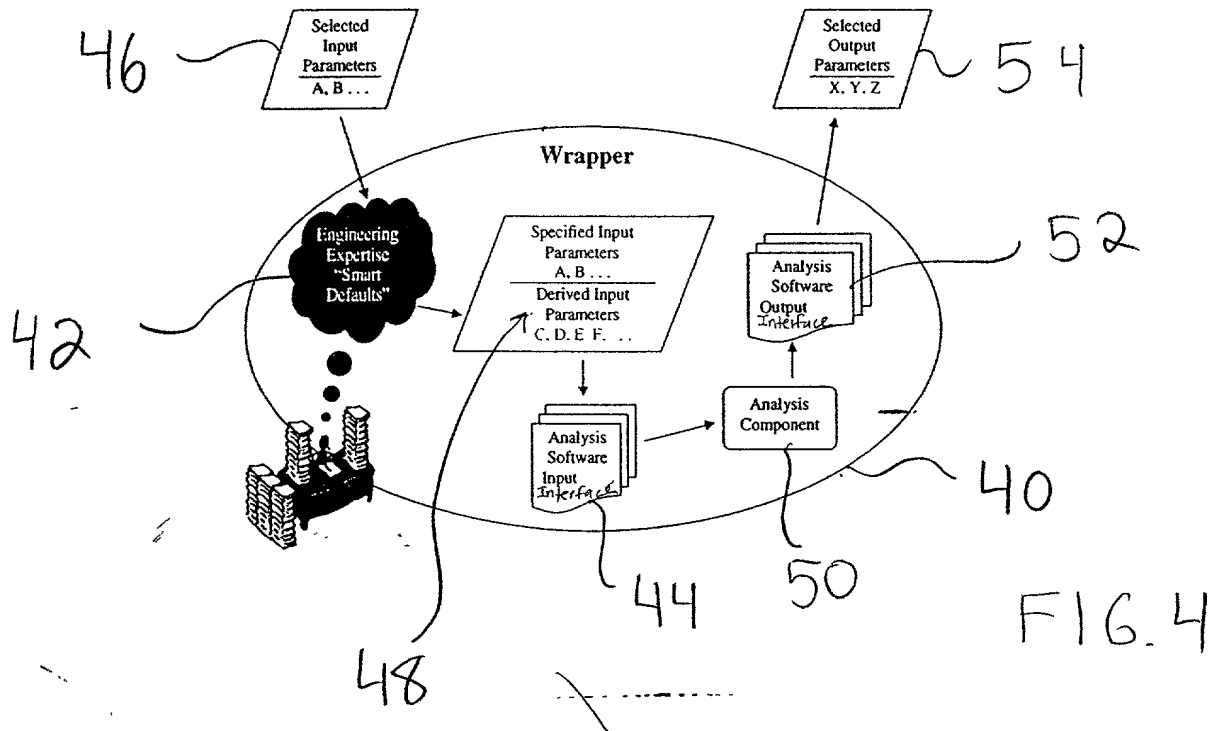 46
Selected
Input
Parameters
A, B . . .
Selected
Output
Parameters
X, Y, Z
54
Wrapper
Engineering
Expertise
"Smart
Defaults"
42
Specified Input
Parameters
A, B . . .
Derived Input
Parameters
C, D, E F, . . .
48
Analysis
Software
Input
Interface
44
Analysis
Component
50
Analysis
Software
Output
Interface
52
40
FIG. 4